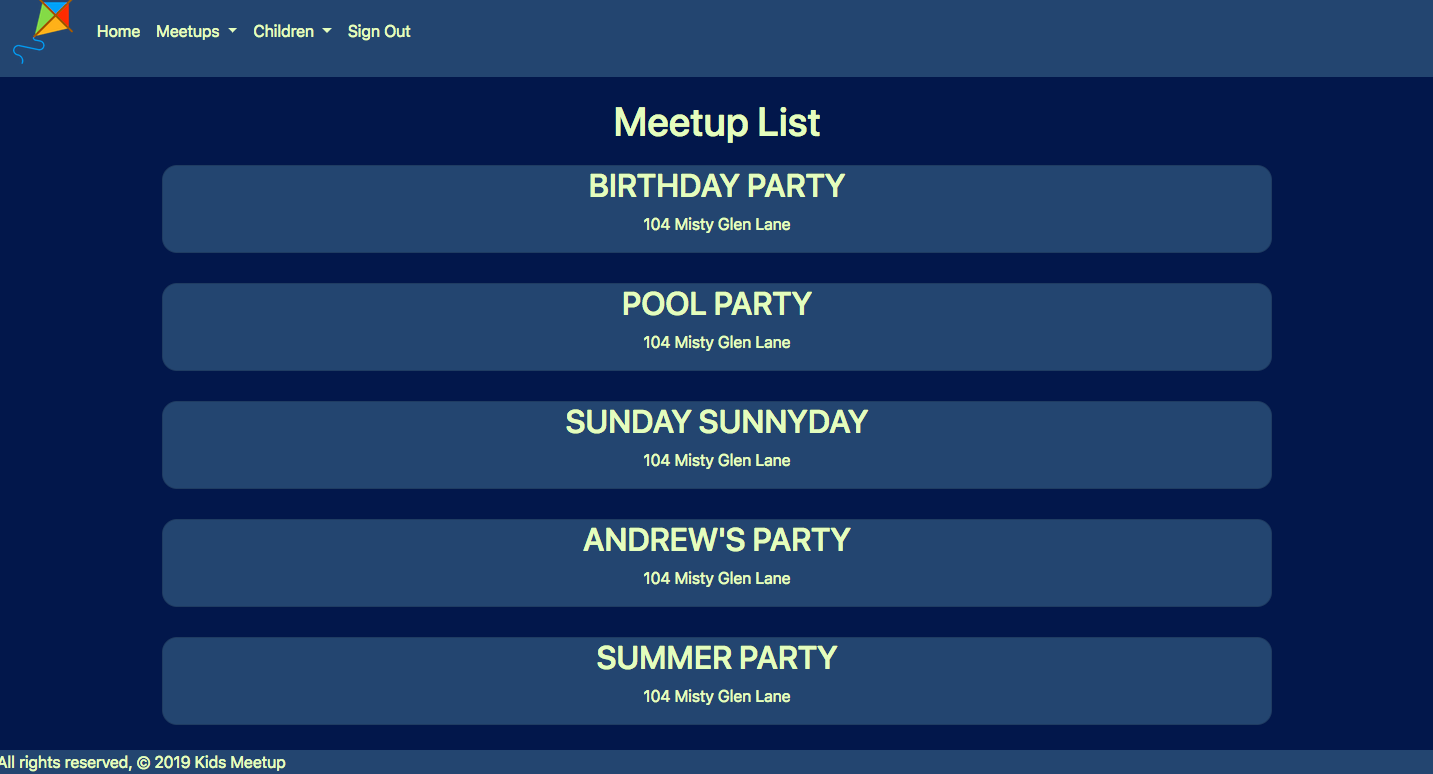 Home Meetups Children Sign Out
Meetup List
BIRTHDAY PARTY
104 Misty Glen Lane
POOL PARTY
104 Misty Glen Lane
SUNDAY SUNNYDAY
104 Misty Glen Lane
ANDREW'S PARTY
104 Misty Glen Lane
SUMMER PARTY
104 Misty Glen Lane
All rights reserved, © 2019 Kids Meetup